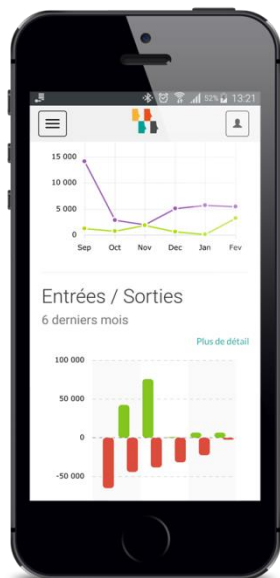 52% 13:21
15 000
10 000
5 000
0
Sep Oct Nov Dec Jan Fev
Entrées / Sorties
6 derniers mois
Plus de détail
100 000
50 000
0
-50 000